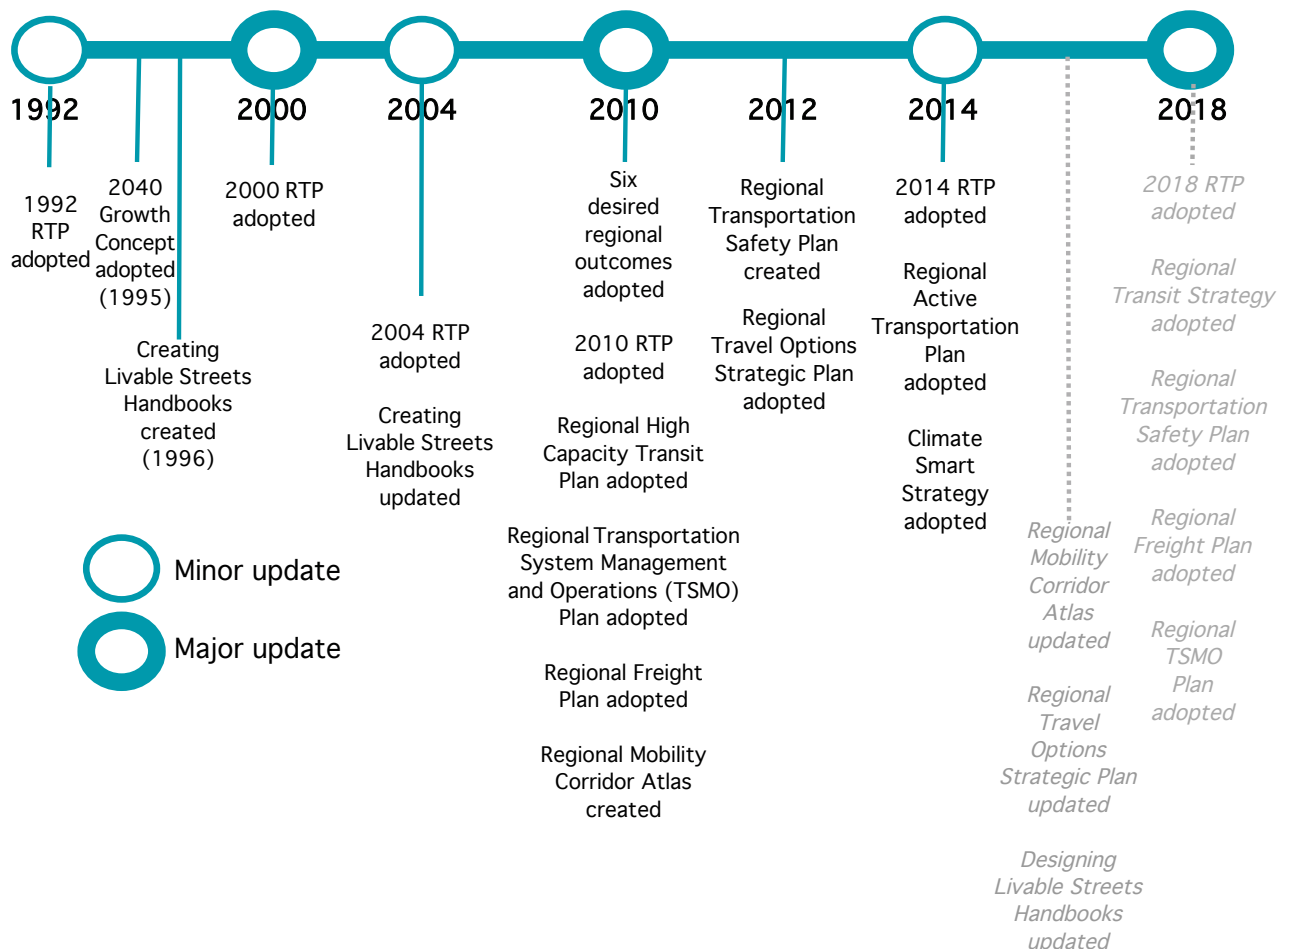 1992
2000
2004
2010
2012
2014
2018
1992
RTP
adopted
2040
Growth
Concept
adopted
(1995)
Creating
Livable Streets
Handbooks
created
(1996)
2000 RTP
adopted
2004 RTP
adopted
Creating
Livable Streets
Handbooks
updated
Six
desired
regional
outcomes
adopted
2010 RTP
adopted
Regional High
Capacity Transit
Plan adopted
Regional Transportation
System Management
and Operations (TSMO)
Plan adopted
Regional Freight
Plan adopted
Regional Mobility
Corridor Atlas
created
Regional
Transportation
Safety Plan
created
Regional
Travel Options
Strategic Plan
adopted
2014 RTP
adopted
Regional
Active
Transportation
Plan
adopted
Climate
Smart
Strategy
adopted
Regional
Mobility
Corridor
Atlas
updated
Regional
Travel
Options
Strategic Plan
updated
Designing
Livable Streets
Handbooks
updated
2018 RTP
adopted
Regional
Transit Strategy
adopted
Regional
Transportation
Safety Plan
adopted
Regional
Freight Plan
adopted
Regional
TSMO
Plan
adopted
Minor update
Major update